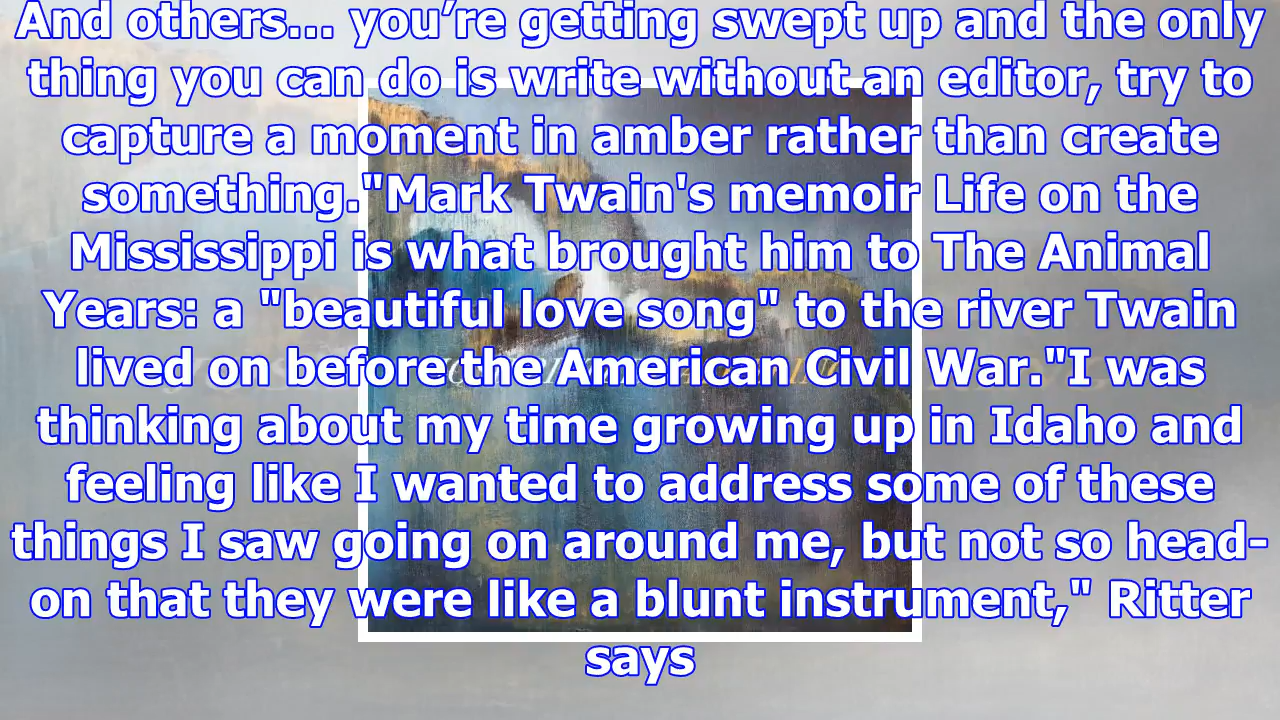 And others... you’re getting swept up and the only
thing you can do is write without an editor, try to
capture a moment in amber rather than create
something."Mark Twain's memoir Life on the
Mississippi is what brought him to The Animal
Years: a "beautiful love song" to the river Twain
lived on before the American Civil War."I was
thinking about my time growing up in Idaho and
feeling like I wanted to address some of these
things I saw going on around me, but not so head-
on that they were like a blunt instrument," Ritter
says